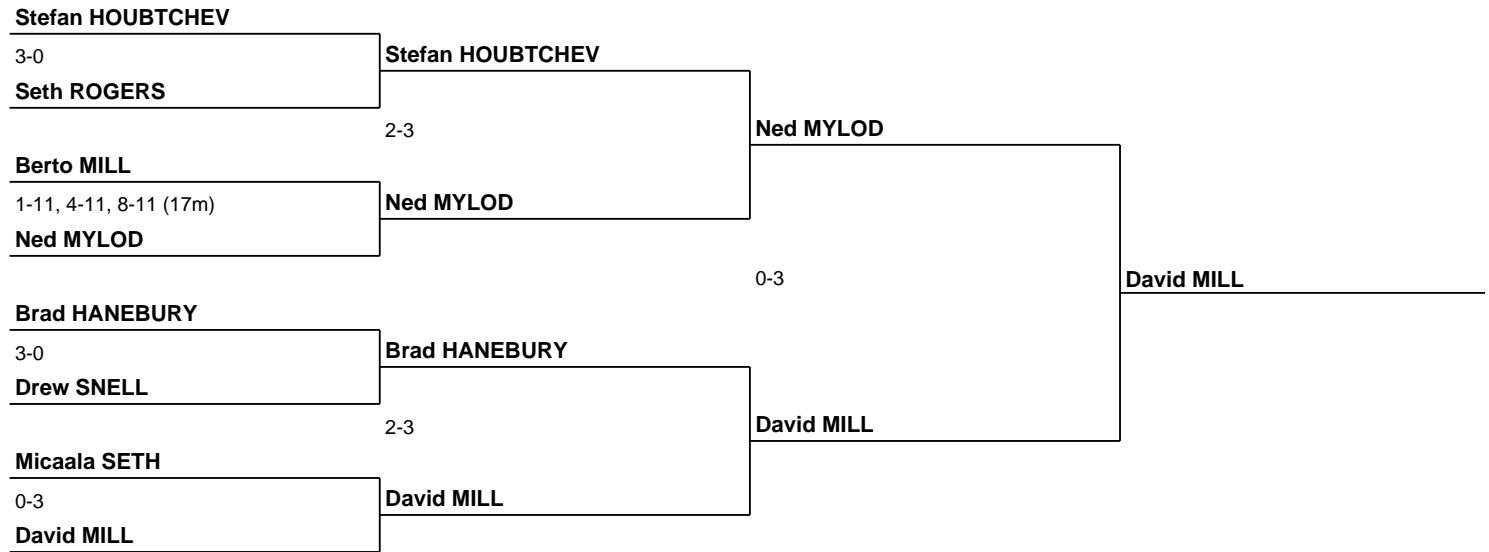 Stefan HOUBTCHEV
3-0
Seth ROGERS
Berto MILL
1-11, 4-11, 8-11 (17m)
Ned MYLOD
Brad HANEBURY
3-0
Drew SNELL
Micaala SETH
0-3
David MILL
Stefan HOUBTCHEV
2-3
Ned MYLOD
Brad HANEBURY
2-3
David MILL
Ned MYLOD
0-3
David MILL
David MILL